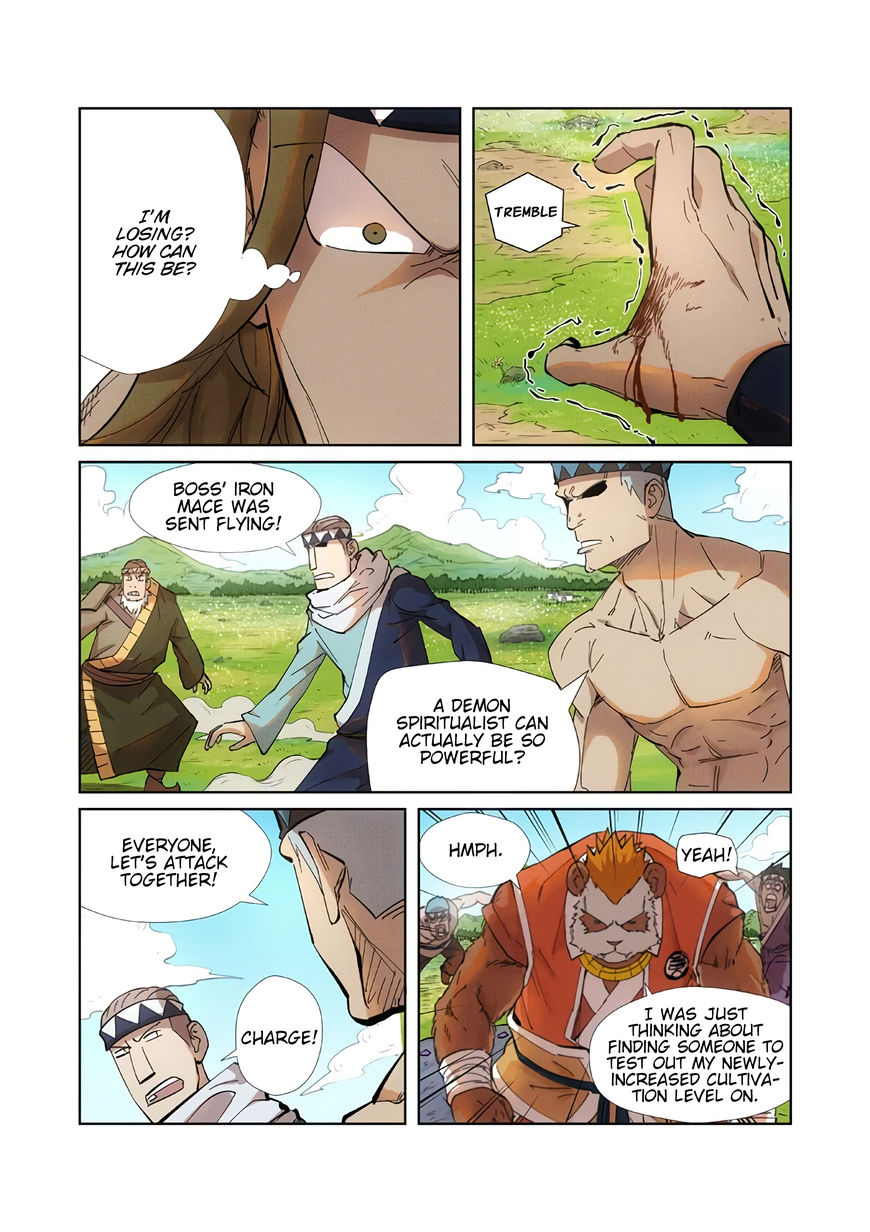 I'M
LOSING?
HOW CAN
THIS BE?
TREMBLE
BOSS' IRON
MACE WAS
SENT FLYING!
A DEMON
SPIRITUALIST CAN
ACTUALLY BE SO
POWERFUL?
EVERYONE,
LET'S ATTACK
TOGETHER!
CHARGE!
HMPH.
YEAH!
I WAS JUST
THINKING ABOUT
FINDING SOMEONE TO
TEST OUT MY NEWLY-
INCREASED CULTIVA-
TION LEVEL ON.